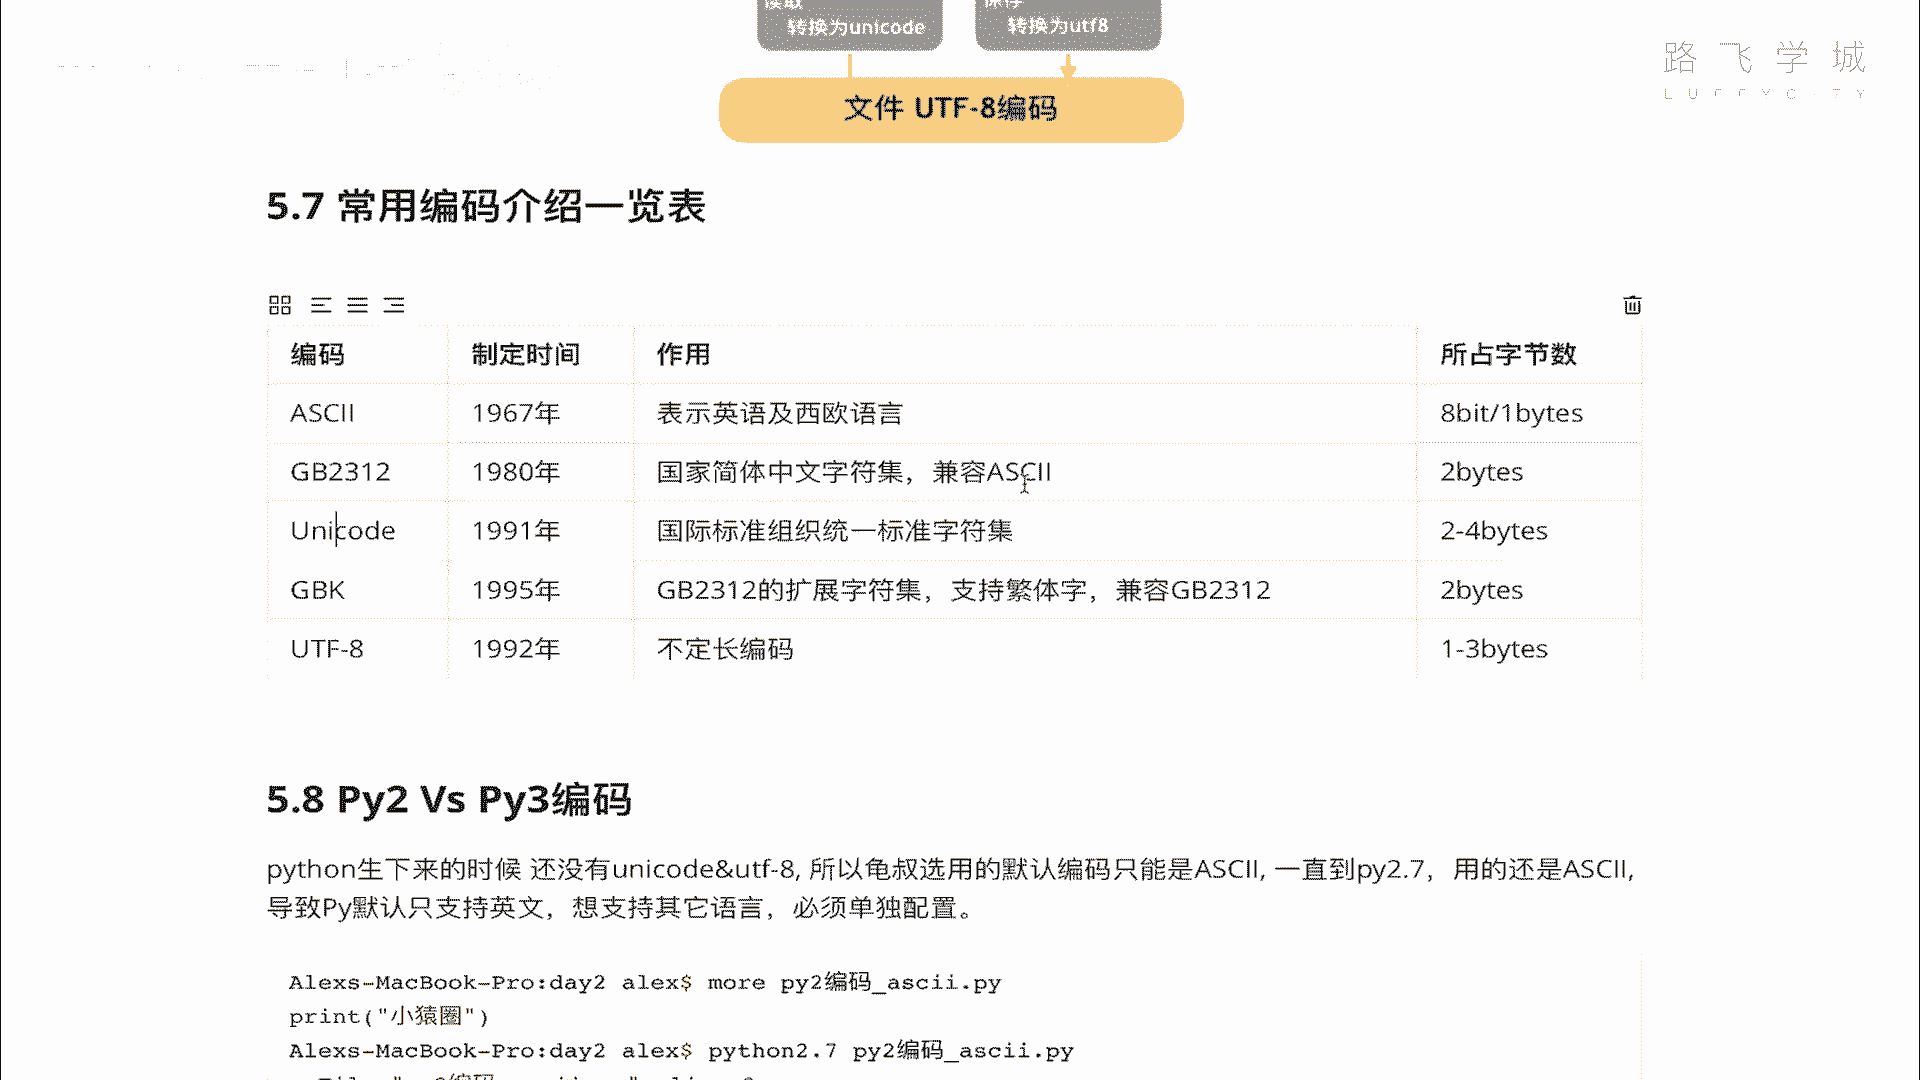 读取
保存
转换为unicode
转换为utf8
路飞学城
LUFFYCITY
文件 UTF-8编码
5.7 常用编码介绍一览表
编码 制定时间 作用 所占字节数
ASCII 1967年 表示英语及西欧语言 8bit/1bytes
GB2312 1980年 国家简体中文字符集，兼容ASCII 2bytes
Unicode 1991年 国际标准组织统一标准字符集 2-4bytes
GBK 1995年 GB2312的扩展字符集，支持繁体字，兼容GB2312 2bytes
UTF-8 1992年 不定长编码 1-3bytes
5.8 Py2 Vs Py3编码
python生下来的时候 还没有unicode&utf-8, 所以龟叔选用的默认编码只能是ASCII, 一直到py2.7，用的还是ASCII,
导致Py默认只支持英文，想支持其它语言，必须单独配置。
Alexs-MacBook-Pro:day2 alex$ more py2编码_ascii.py
print("小猿圈")
Alexs-MacBook-Pro:day2 alex$ python2.7 py2编码_ascii.py